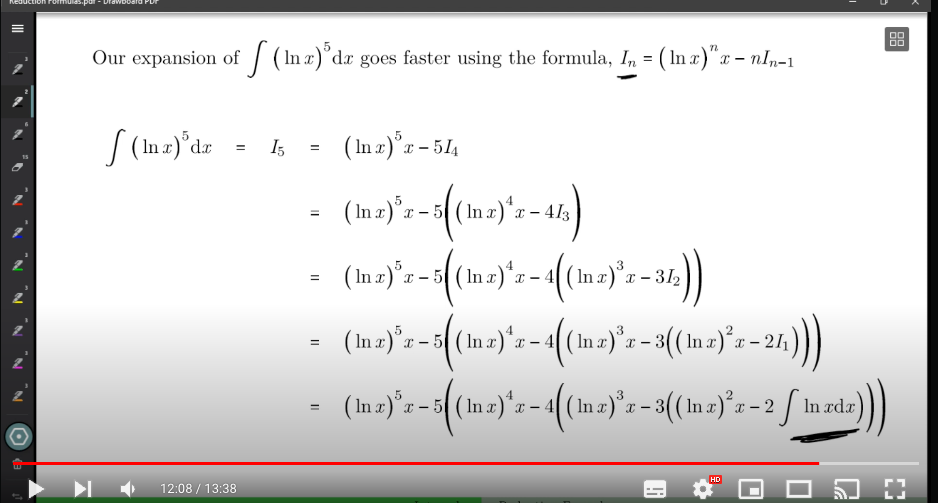 Reduction Formulas.pdf - Drawboard PDF
Our expansion of ∫(ln x)^5 dx goes faster using the formula, I_n = (ln x)^n x − nI_{n−1}
∫(ln x)^5 dx = I_5 = (ln x)^5 x − 5I_4
= (ln x)^5 x − 5((ln x)^4 x − 4I_3)
= (ln x)^5 x − 5((ln x)^4 x − 4((ln x)^3 x − 3I_2))
= (ln x)^5 x − 5((ln x)^4 x − 4((ln x)^3 x − 3((ln x)^2 x − 2I_1)))
= (ln x)^5 x − 5((ln x)^4 x − 4((ln x)^3 x − 3((ln x)^2 x − 2 ∫ ln x dx)))
12:08 / 13:38
HD